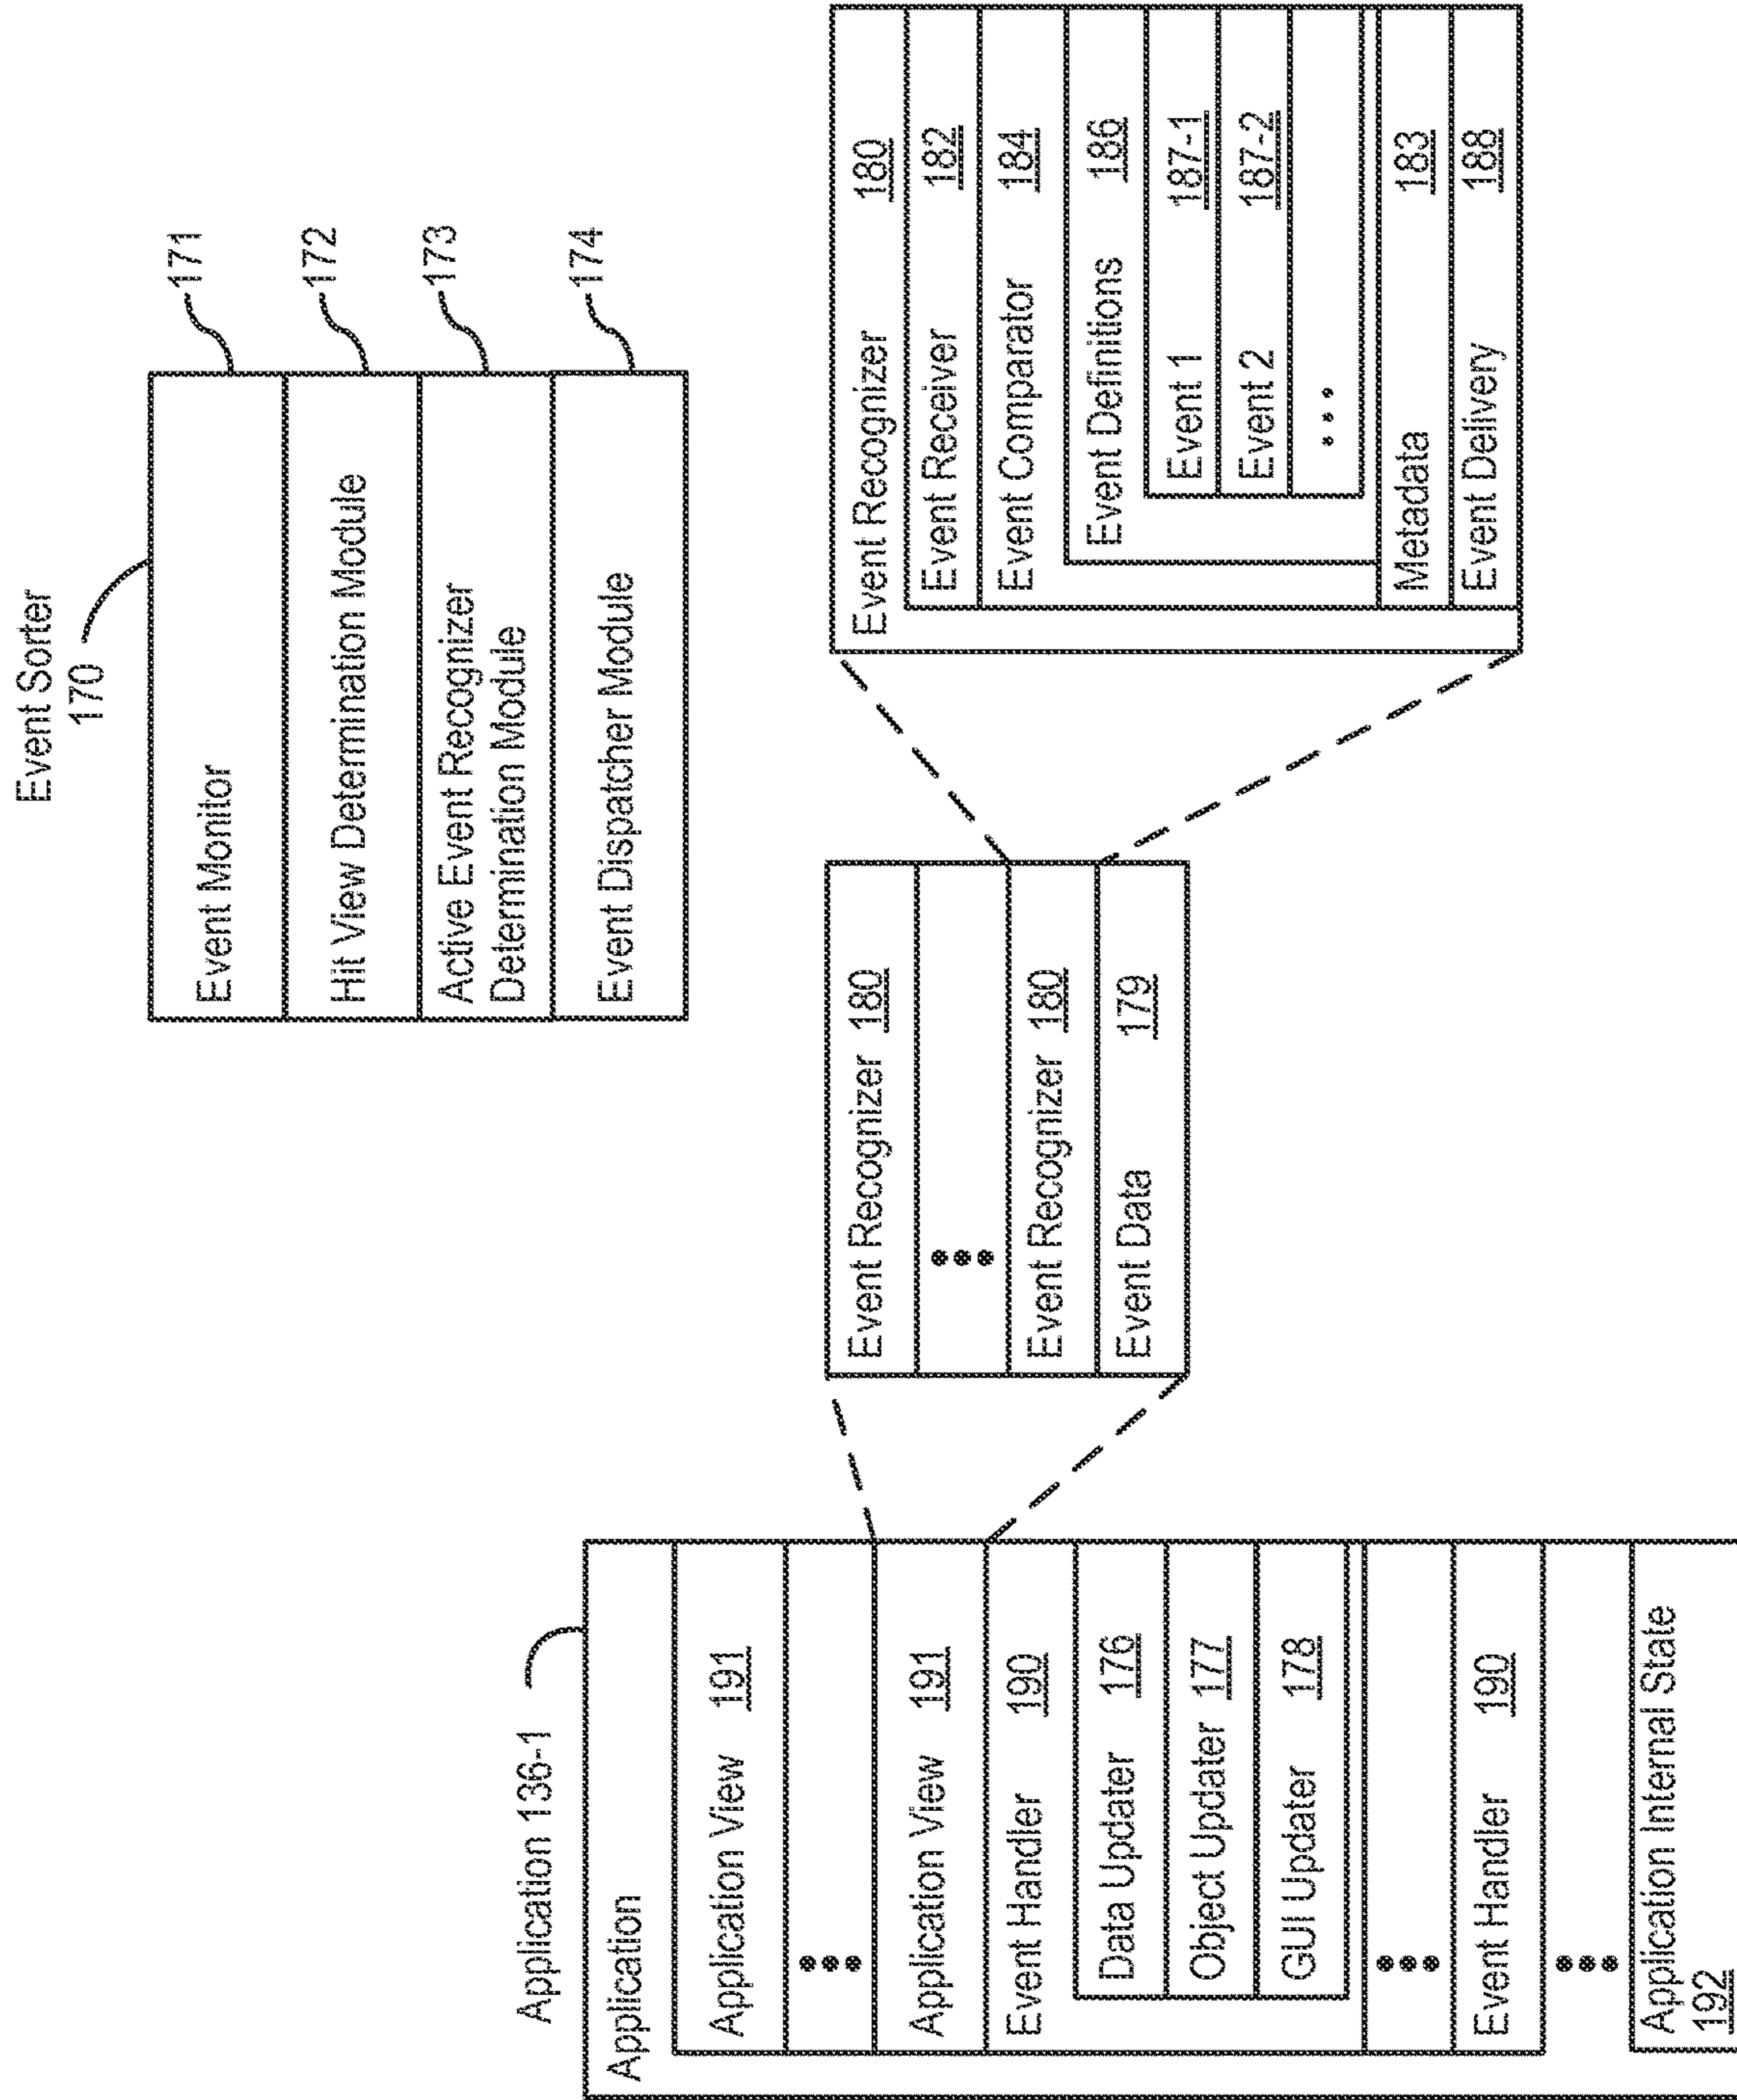 Event Sorter
170
Event Monitor
171
Hit View Determination Module
172
Active Event Recognizer
Determination Module
173
Event Dispatcher Module
174
Application 136-1
Application
Application View 191
Application View 191
Event Handler 190
Data Updater 176
Object Updater 177
GUI Updater 178
Event Handler 190
Application Internal State
192
Event Recognizer 180
Event Recognizer 180
Event Data 179
Event Recognizer 180
Event Receiver 182
Event Comparator 184
Event Definitions 186
Event 1 187-1
Event 2 187-2
Metadata 183
Event Delivery 188